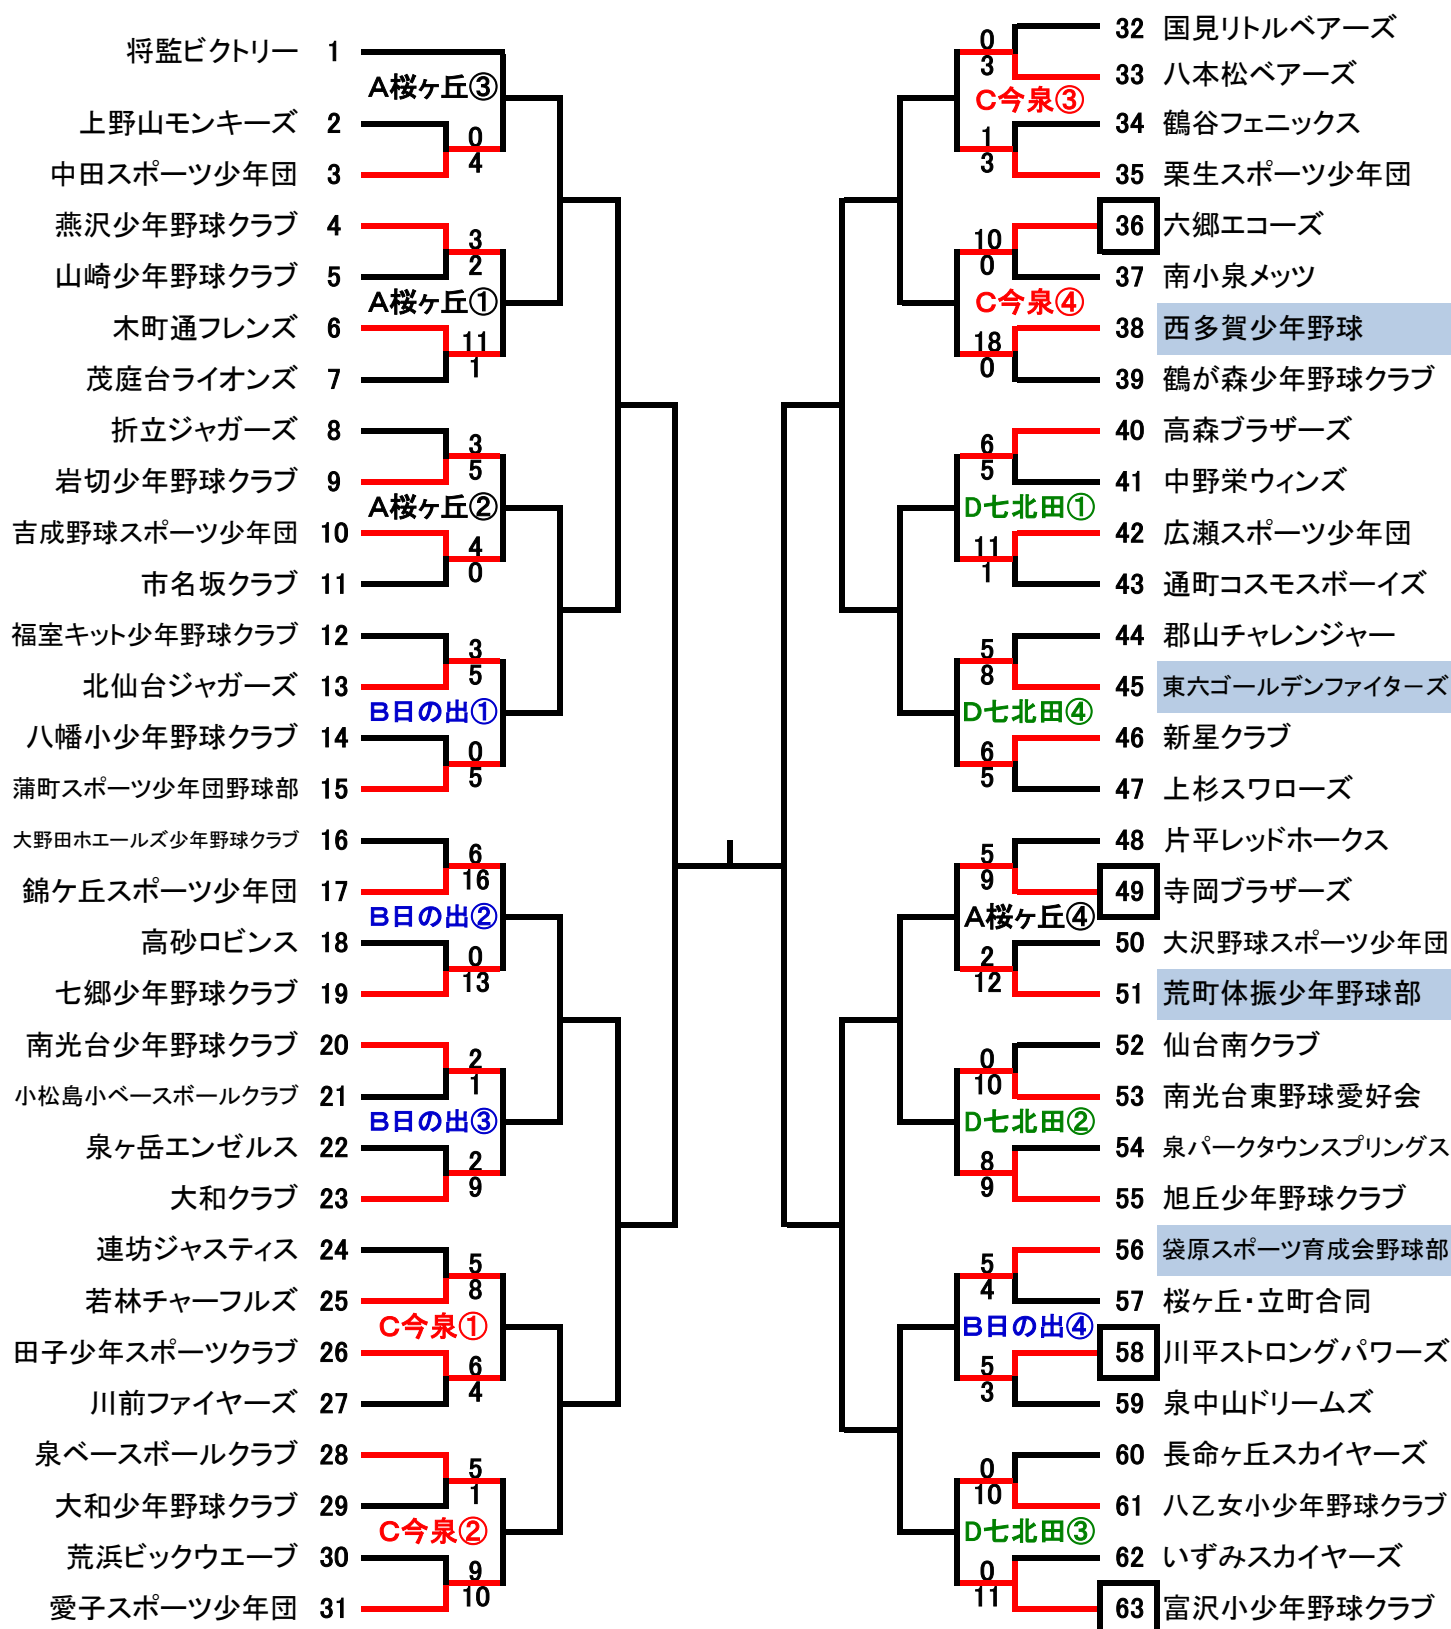 将監ビクトリー 1
A桜ヶ丘③
上野山モンキーズ 2
0
4
中田スポーツ少年団 3
燕沢少年野球クラブ 4
3
2
山崎少年野球クラブ 5
A桜ヶ丘①
木町通フレンズ 6
11
1
茂庭台ライオンズ 7
折立ジャガーズ 8
3
5
岩切少年野球クラブ 9
A桜ヶ丘②
吉成野球スポーツ少年団 10
4
0
市名坂クラブ 11
福室キット少年野球クラブ 12
3
5
北仙台ジャガーズ 13
B日の出①
八幡小少年野球クラブ 14
0
5
蒲町スポーツ少年団野球部 15
大野田ホエールズ少年野球クラブ 16
6
16
錦ケ丘スポーツ少年団 17
B日の出②
高砂ロビンス 18
0
13
七郷少年野球クラブ 19
南光台少年野球クラブ 20
2
1
小松島小ベースボールクラブ 21
B日の出③
泉ヶ岳エンゼルス 22
2
9
大和クラブ 23
連坊ジャスティス 24
5
8
若林チャーフルズ 25
C今泉①
田子少年スポーツクラブ 26
6
4
川前ファイヤーズ 27
泉ベースボールクラブ 28
5
1
大和少年野球クラブ 29
C今泉②
荒浜ビックウエーブ 30
9
10
愛子スポーツ少年団 31
32 国見リトルベアーズ
0
3
33 八本松ベアーズ
C今泉③
34 鶴谷フェニックス
1
3
35 栗生スポーツ少年団
36 六郷エコーズ
10
0
37 南小泉メッツ
C今泉④
38 西多賀少年野球
18
0
39 鶴が森少年野球クラブ
40 高森ブラザーズ
6
5
41 中野栄ウィンズ
D七北田①
42 広瀬スポーツ少年団
11
1
43 通町コスモスボーイズ
44 郡山チャレンジャー
5
8
45 東六ゴールデンファイターズ
D七北田④
46 新星クラブ
6
5
47 上杉スワローズ
48 片平レッドホークス
5
9
49 寺岡ブラザーズ
A桜ヶ丘④
50 大沢野球スポーツ少年団
2
12
51 荒町体振少年野球部
52 仙台南クラブ
0
10
53 南光台東野球愛好会
D七北田②
54 泉パークタウンスプリングス
8
9
55 旭丘少年野球クラブ
56 袋原スポーツ育成会野球部
5
4
57 桜ヶ丘・立町合同
B日の出④
58 川平ストロングパワーズ
5
3
59 泉中山ドリームズ
60 長命ヶ丘スカイヤーズ
0
10
61 八乙女小少年野球クラブ
D七北田③
62 いずみスカイヤーズ
0
11
63 富沢小少年野球クラブ